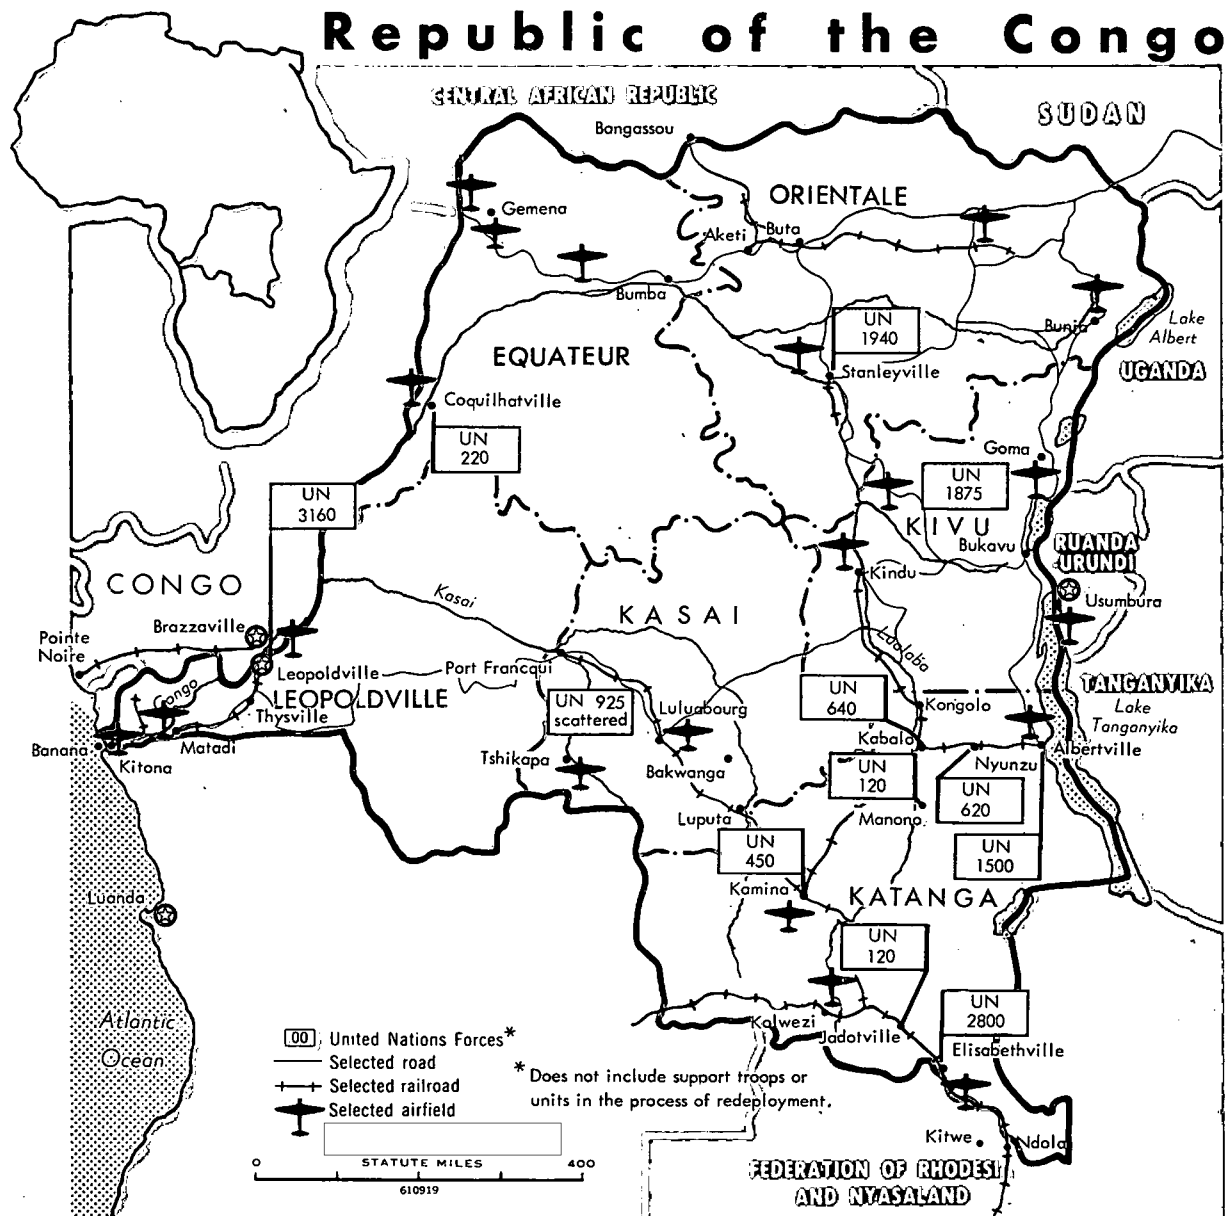 Republic of the Congo
CENTRAL AFRICAN REPUBLIC
SUDAN
Bangassou
ORIENTALE
Gemena
Aketi
Buta
Bumba
Bunia
Lake
Albert
UN
1940
EQUATEUR
Stanleyville
UGANDA
Coquilhatville
UN
220
Goma
UN
1875
UN
3160
KIVU
Bukavu
RUANDA
URUNDI
CONGO
Kindu
Usumbura
Kasai
KASAI
Brazzaville
Pointe
Noire
Lualaba
Leopoldville
Port Francqui
TANGANYIKA
Congo
LEOPOLDVILLE
UN 925
scattered
Luluabourg
UN
640
Kongolo
Lake
Tanganyika
Thysville
Kabalo
Banana
Matadi
Albertville
Kitona
Tshikapa
Bakwanga
Nyunzu
UN
120
UN
620
Luputa
Manono
UN
450
UN
1500
Kamina
KATANGA
Luanda
UN
120
Atlantic
Ocean
UN
2800
Kolwezi
Jadotville
Elisabethville
.00 United Nations Forces*
Selected road
Selected railroad
Selected airfield
* Does not include support troops or
units in the process of redeployment.
Kitwe
Ndola
0 STATUTE MILES 400
610919
FEDERATION OF RHODESI
AND NYASALAND